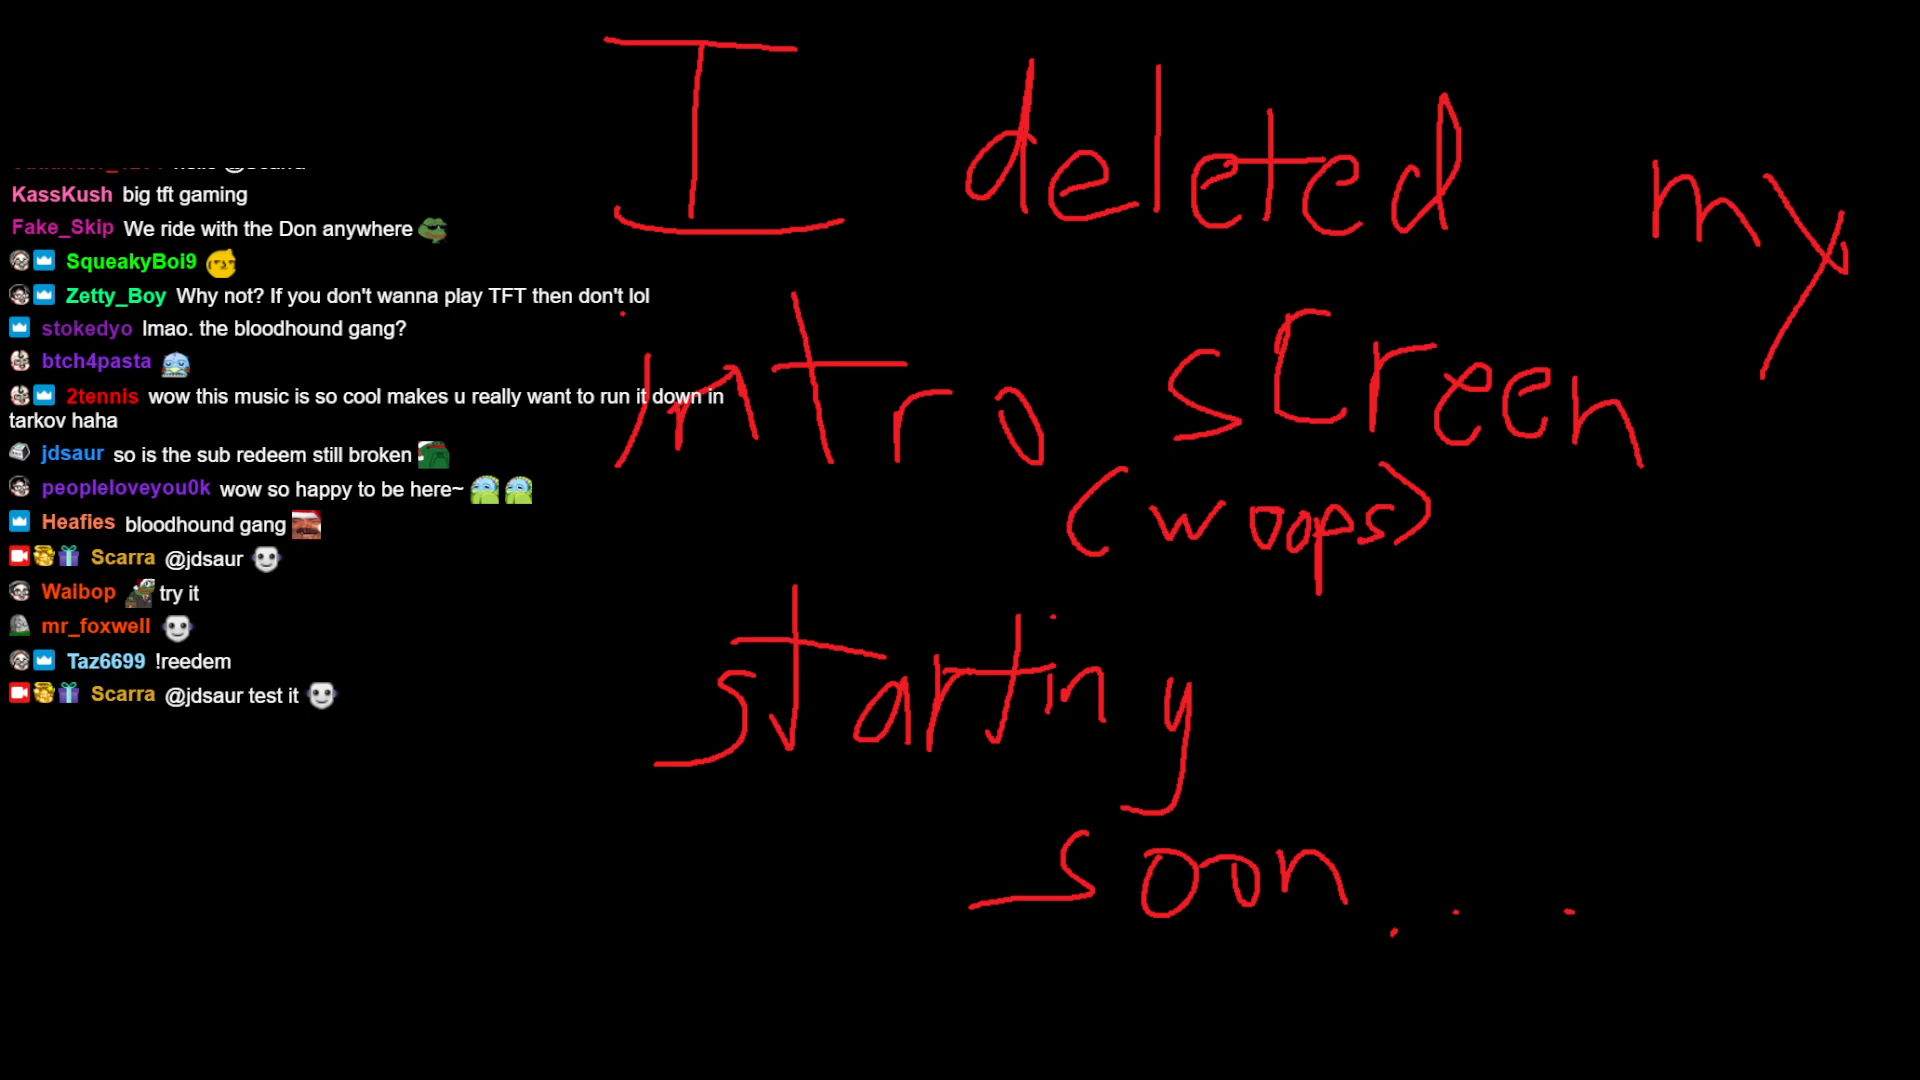 KassKush big tft gaming
Fake_Skip We ride with the Don anywhere
SqueakyBoi9
Zetty_Boy Why not? If you don't wanna play TFT then don't lol
stokedyo lmao. the bloodhound gang?
btch4pasta
2tennis wow this music is so cool makes u really want to run it down in
tarkov haha
jdsaur so is the sub redeem still broken
peopleloveyou0k wow so happy to be here~
Heafies bloodhound gang
Scarra @jdsaur
Walbop try it
mr_foxwell
Taz6699 !reedem
Scarra @jdsaur test it
I deleted my
intro screen
(woops)
starting
soon...